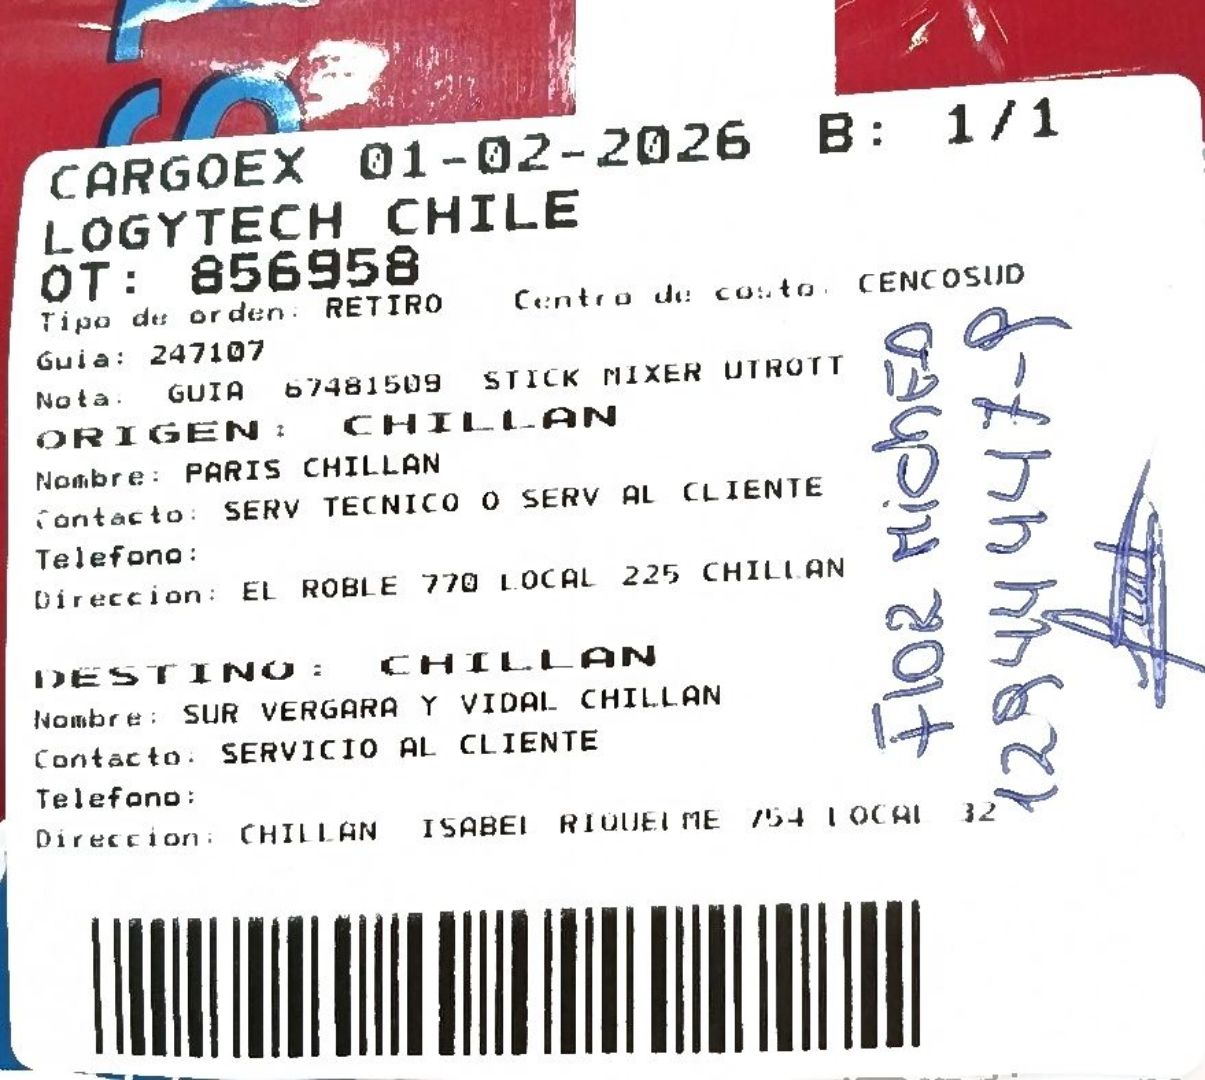 CARGOEX 01-02-2026 B: 1/1
LOGYTECH CHILE
OT: 856958
Tipo de orden: RETIRO Centro de costo: CENCOSUD
Guia: 247107
Nota: GUIA 67481509 STICK MIXER UTROTT
ORIGEN: CHILLAN
Nombre: PARIS CHILLAN
Contacto: SERV TECNICO O SERV AL CLIENTE
Telefono:
Direccion: EL ROBLE 770 LOCAL 225 CHILLAN
DESTINO: CHILLAN
Nombre: SUR VERGARA Y VIDAL CHILLAN
Contacto: SERVICIO AL CLIENTE
Telefono:
Direccion: CHILLAN ISABEL RIQUELME 754 LOCAL 32
Flor